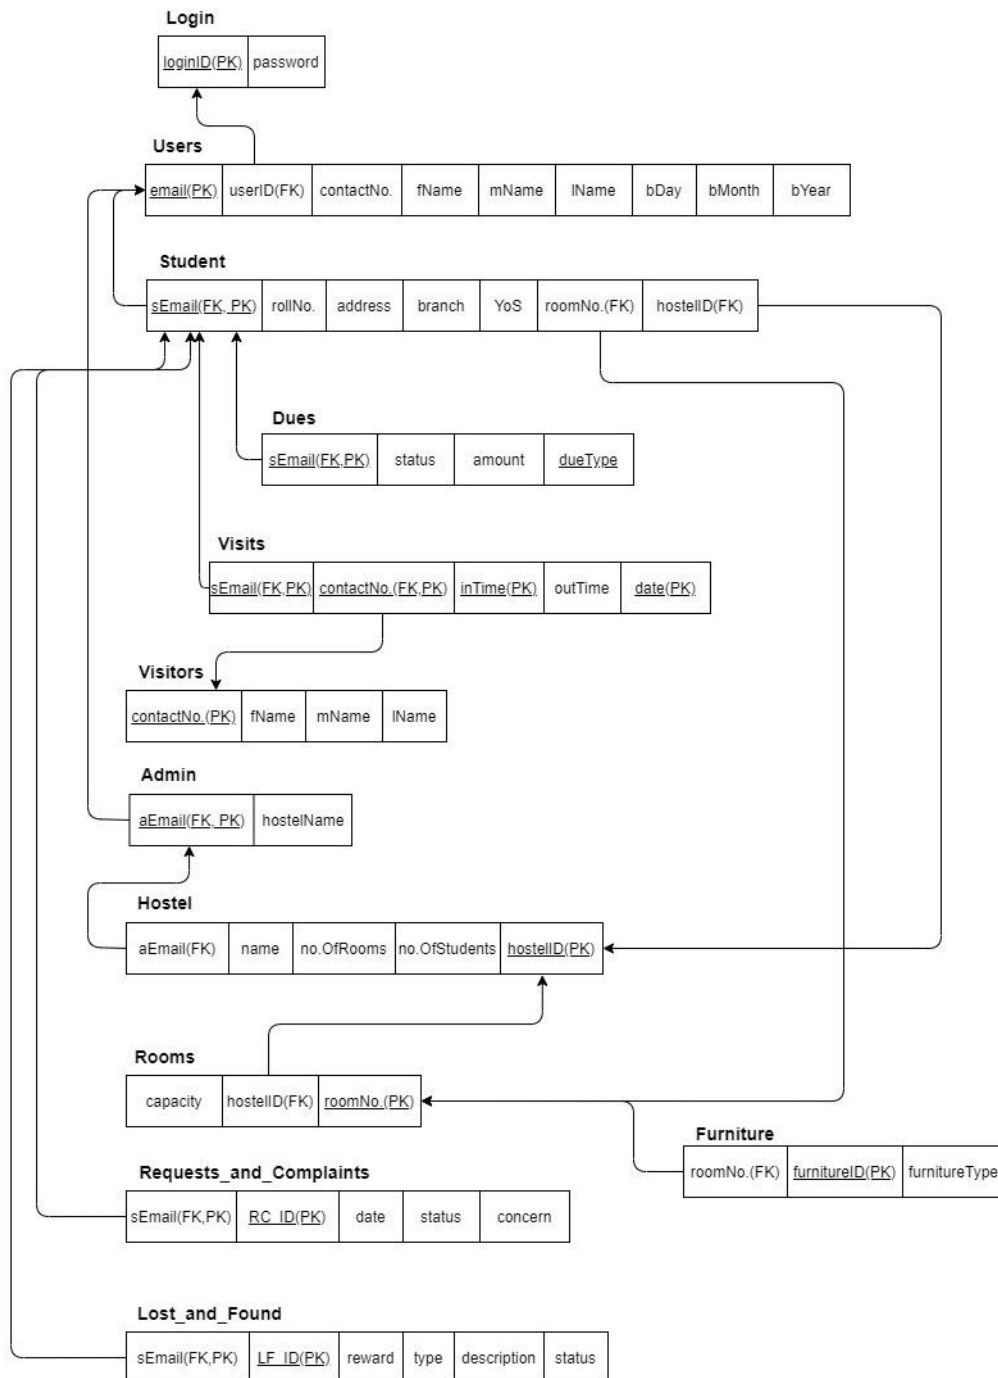 Login
loginID(PK) password
Users
email(PK) userID(FK) contactNo. fName mName lName bDay bMonth bYear
Student
sEmail(FK, PK) rollNo. address branch YoS roomNo.(FK) hostelID(FK)
Dues
sEmail(FK,PK) status amount dueType
Visits
sEmail(FK,PK) contactNo.(FK,PK) inTime(PK) outTime date(PK)
Visitors
contactNo.(PK) fName mName lName
Admin
aEmail(FK, PK) hostelName
Hostel
aEmail(FK) name no.OfRooms no.OfStudents hostelID(PK)
Rooms
capacity hostelID(FK) roomNo.(PK)
Furniture
roomNo.(FK) furnitureID(PK) furnitureType
Requests_and_Complaints
sEmail(FK,PK) RC_ID(PK) date status concern
Lost_and_Found
sEmail(FK,PK) LF_ID(PK) reward type description status